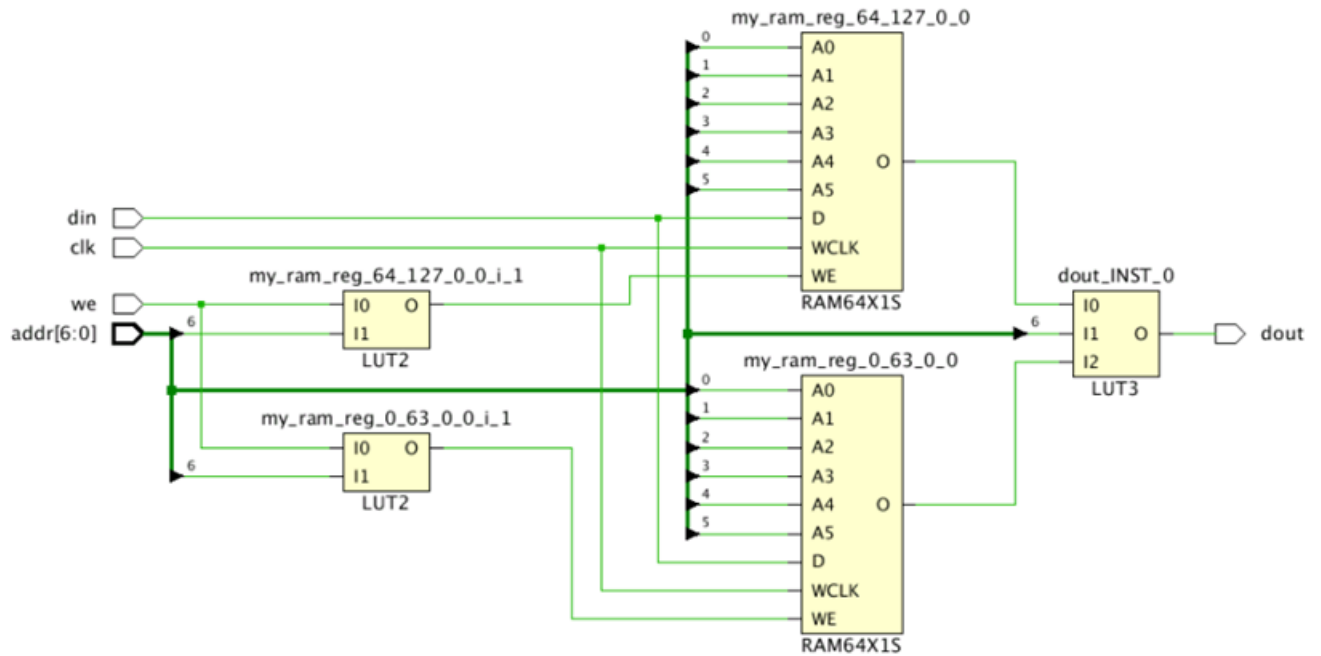 my_ram_reg_64_127_0_0
0
A0
1
A1
2
A2
3
A3
4
A4
O
5
A5
din
D
clk
WCLK
my_ram_reg_64_127_0_0_i_1
WE
dout_INST_0
we
I0
O
RAM64X1S
I0
addr[6:0]
6
I1
6
I1
O
dout
LUT2
my_ram_reg_0_63_0_0
I2
LUT3
0
A0
my_ram_reg_0_63_0_0_i_1
1
A1
I0
O
2
A2
6
I1
3
A3
LUT2
4
A4
O
5
A5
D
WCLK
WE
RAM64X1S